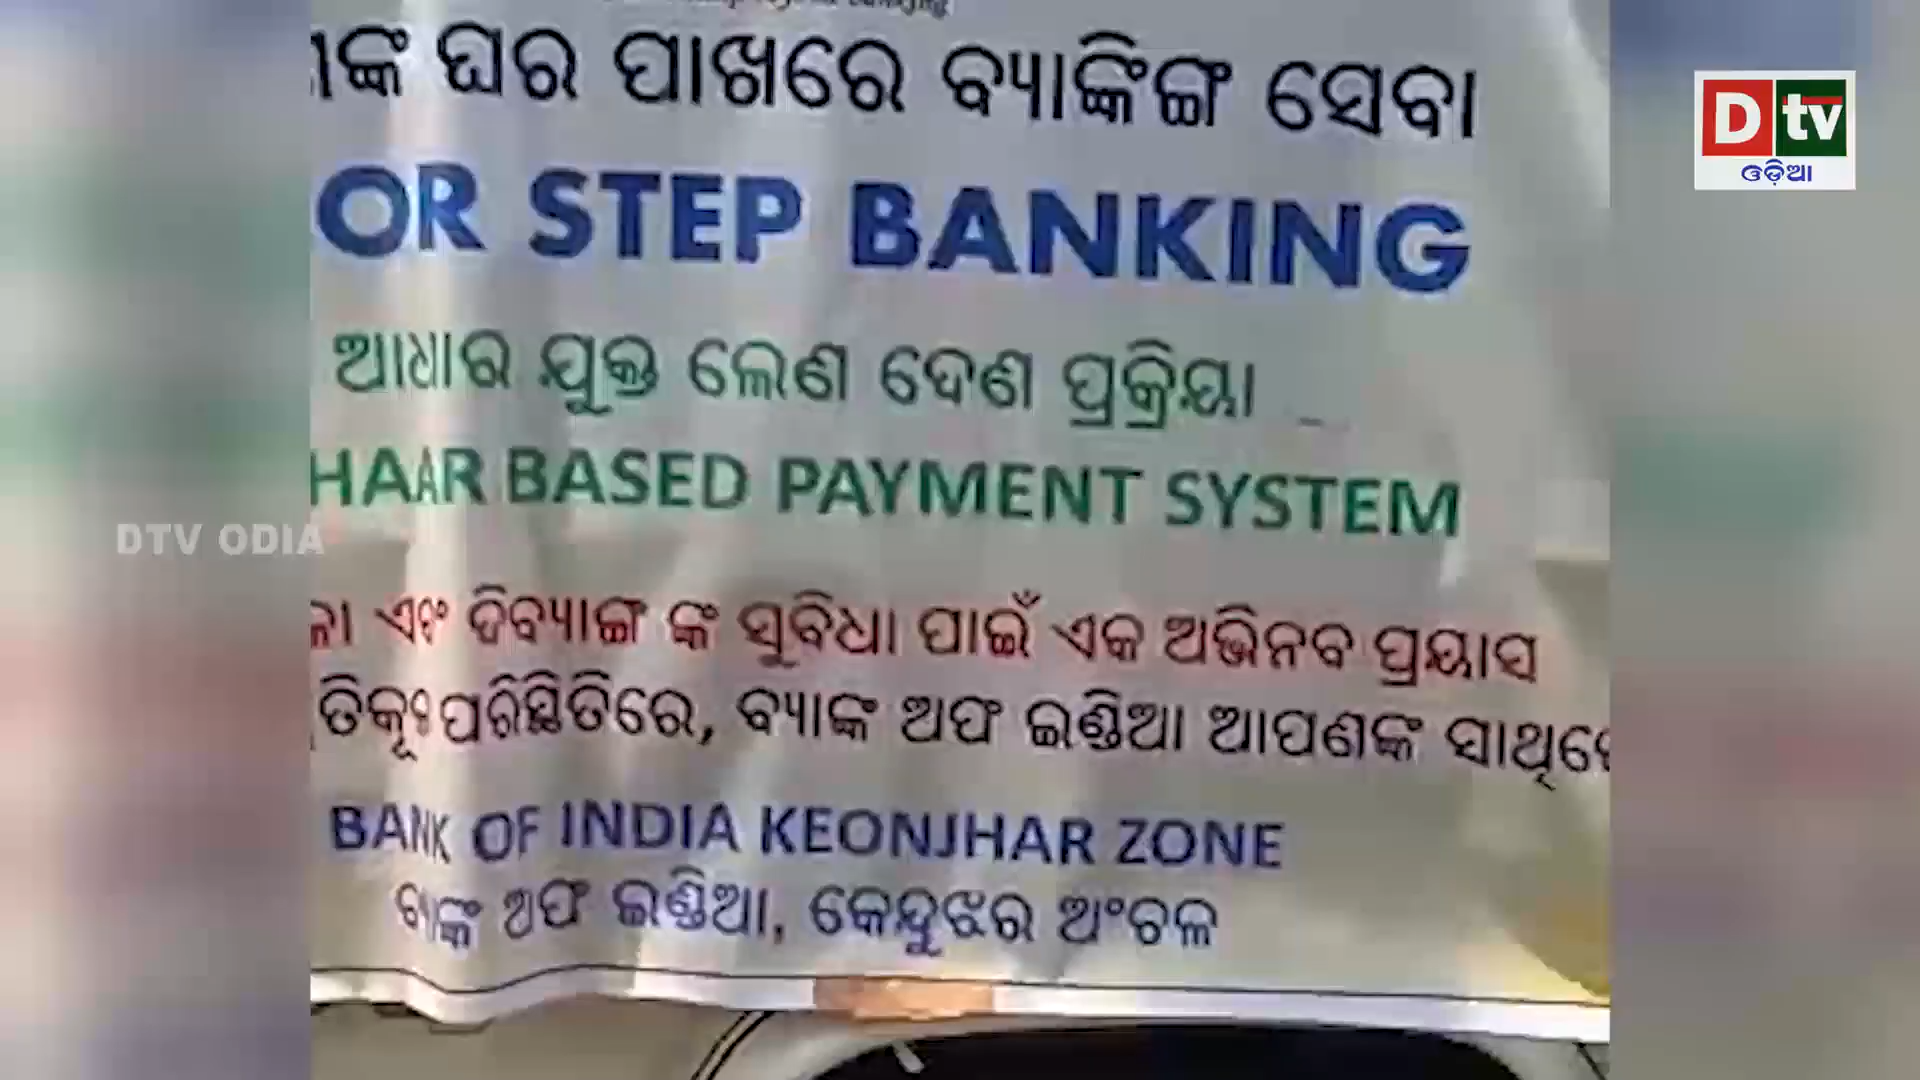 ଙ୍କ ଘର ପାଖରେ ବ୍ୟାଙ୍କିଙ୍ଗ ସେବା
OR STEP BANKING
ଆଧାର ଯୁକ୍ତ ଲେଣ ଦେଣ ପ୍ରକ୍ରିୟା
HAAR BASED PAYMENT SYSTEM
ଏବଂ ଦିବ୍ୟାଙ୍ଗ ଙ୍କ ସୁବିଧା ପାଇଁ ଏକ ଅଭିନବ ପ୍ରୟାସ
ପରିସ୍ଥିତିରେ, ବ୍ୟାଙ୍କ ଅଫ ଇଣ୍ଡିଆ ଆପଣଙ୍କ
BANK OF INDIA KEONJHAR ZONE
ବ୍ୟାଙ୍କ ଅଫ ଇଣ୍ଡିଆ, କେନ୍ଦୁଝର ଅଂଚଳ
D tv
ଓଡ଼ିଆ
DTV ODIA